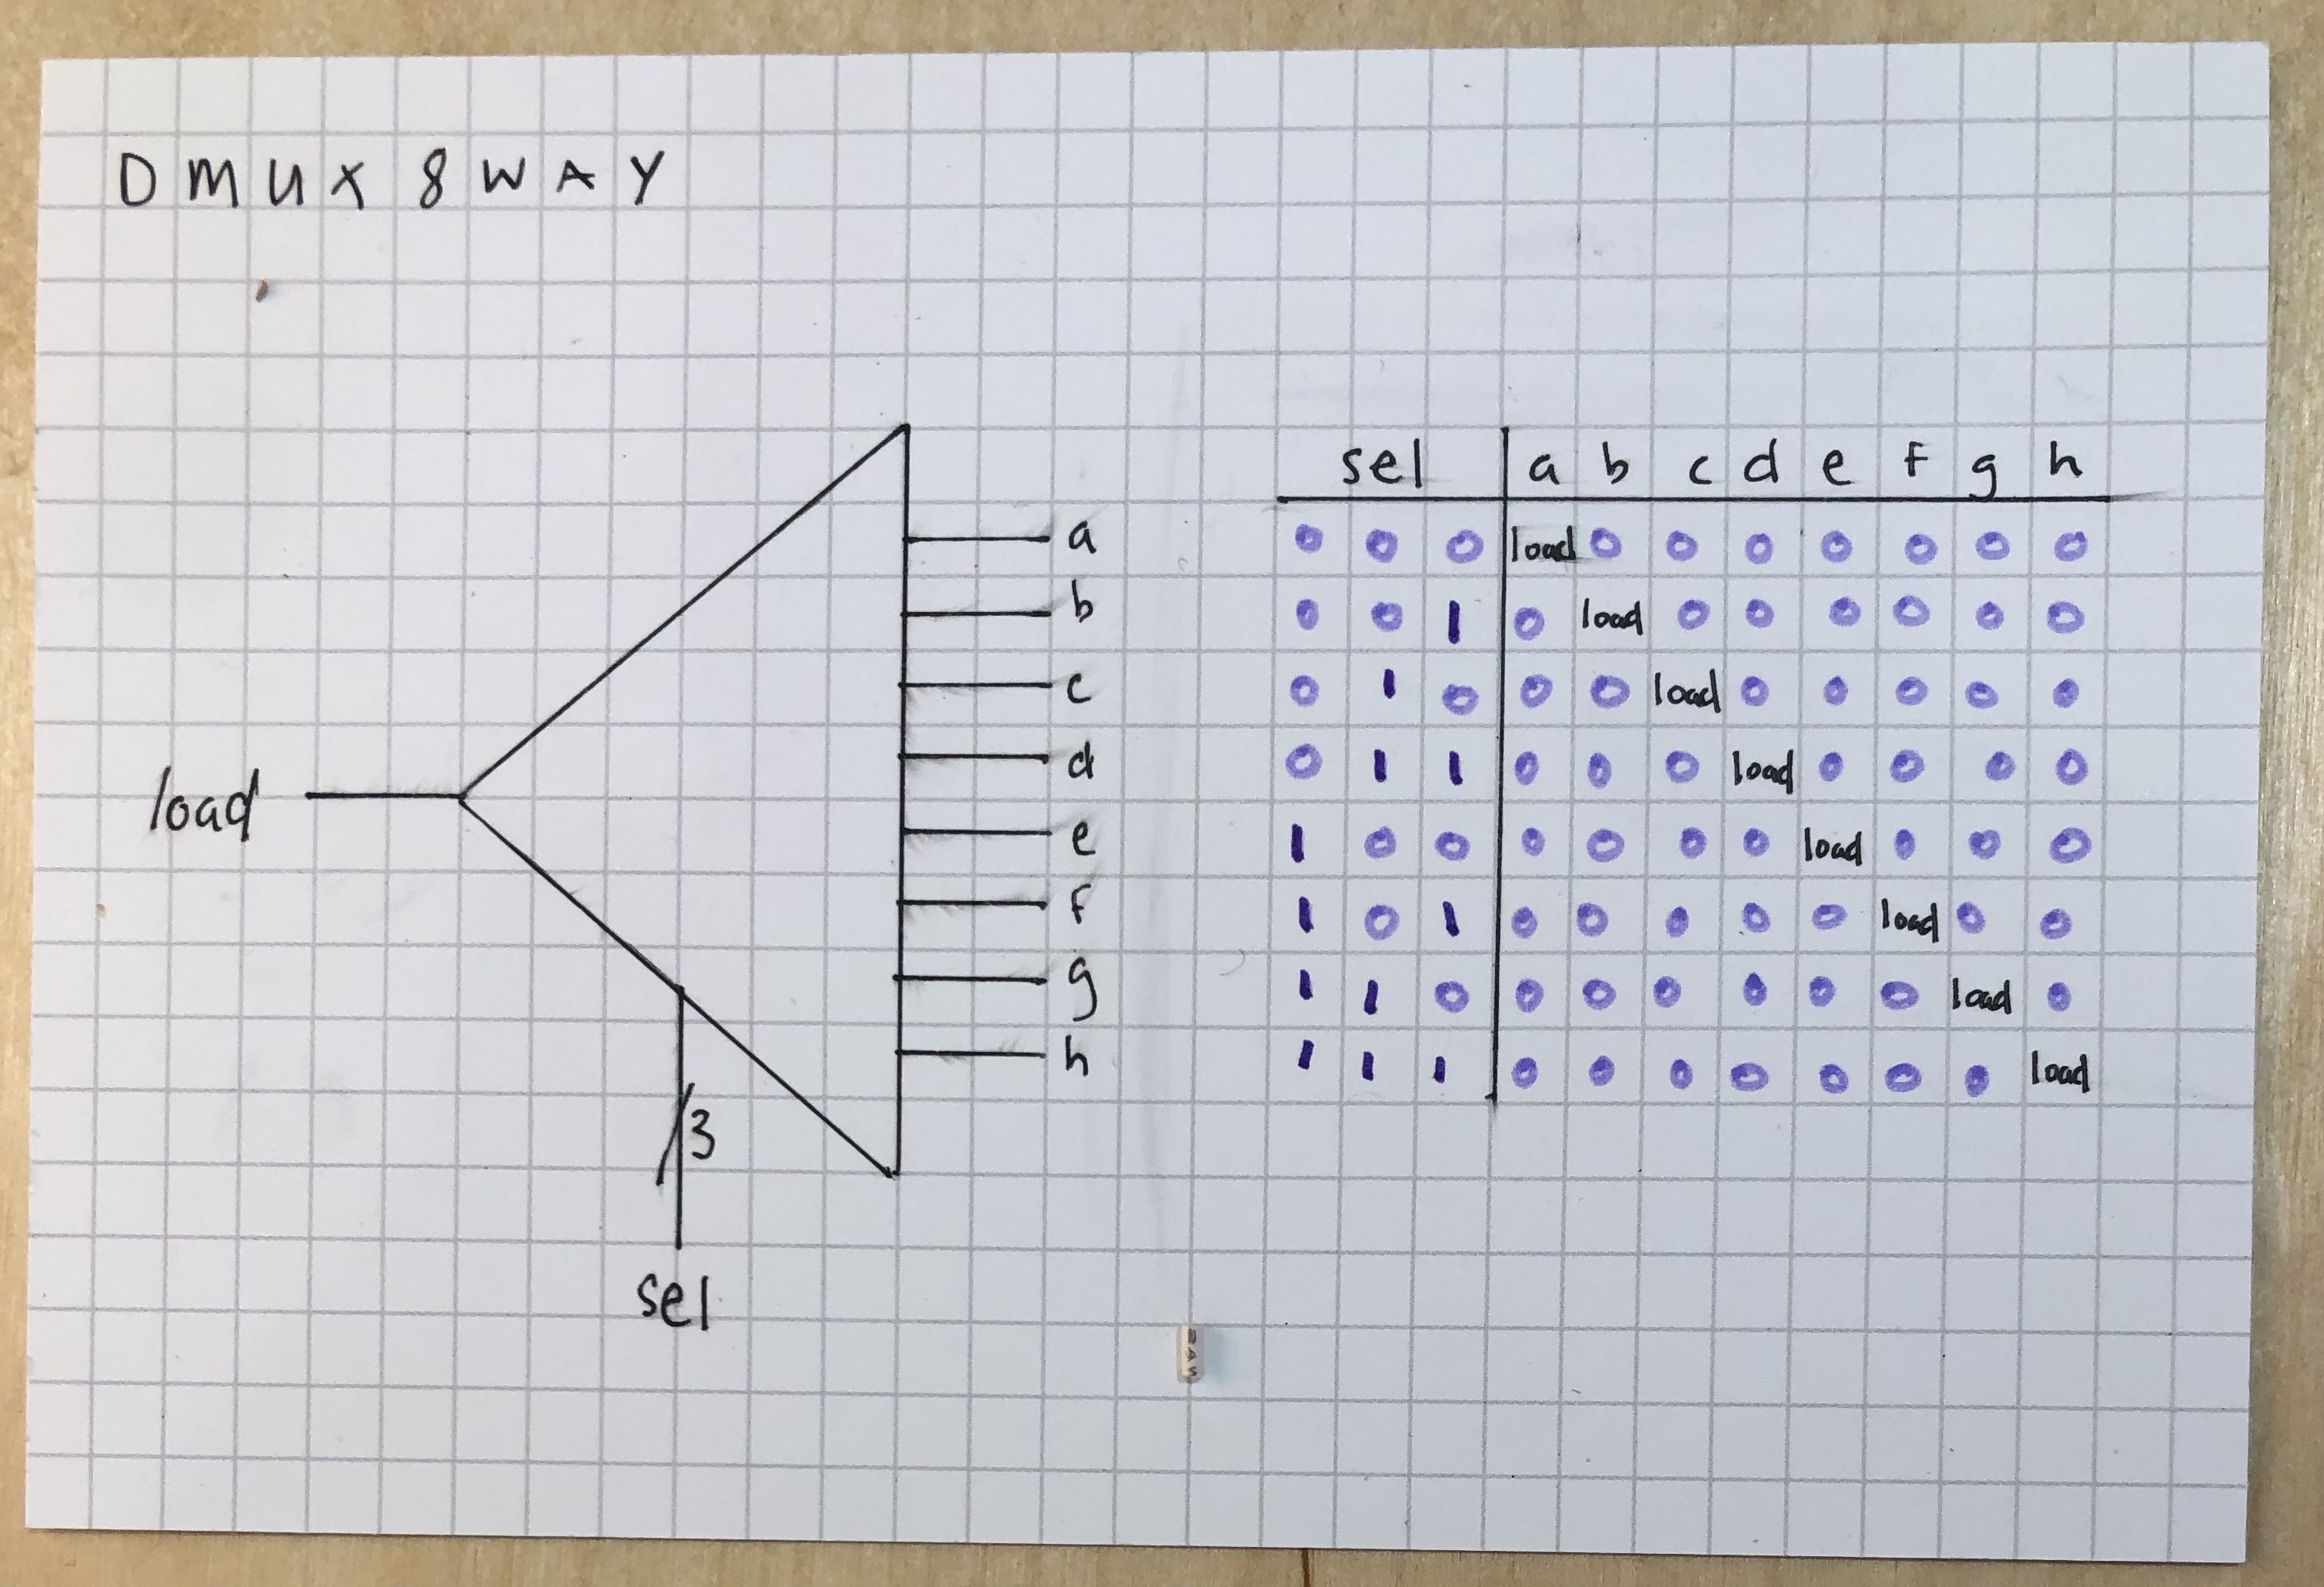 DMUX8WAY
sel a b c d e f g h
0 0 0 load 0 0 0 0 0 0 0
0 0 1 0 load 0 0 0 0 0 0
0 1 0 0 0 load 0 0 0 0 0
0 1 1 0 0 0 load 0 0 0 0
1 0 0 0 0 0 0 load 0 0 0
1 0 1 0 0 0 0 0 load 0 0
1 1 0 0 0 0 0 0 0 load 0
1 1 1 0 0 0 0 0 0 0 load
load
a
b
c
d
e
f
g
h
3
sel